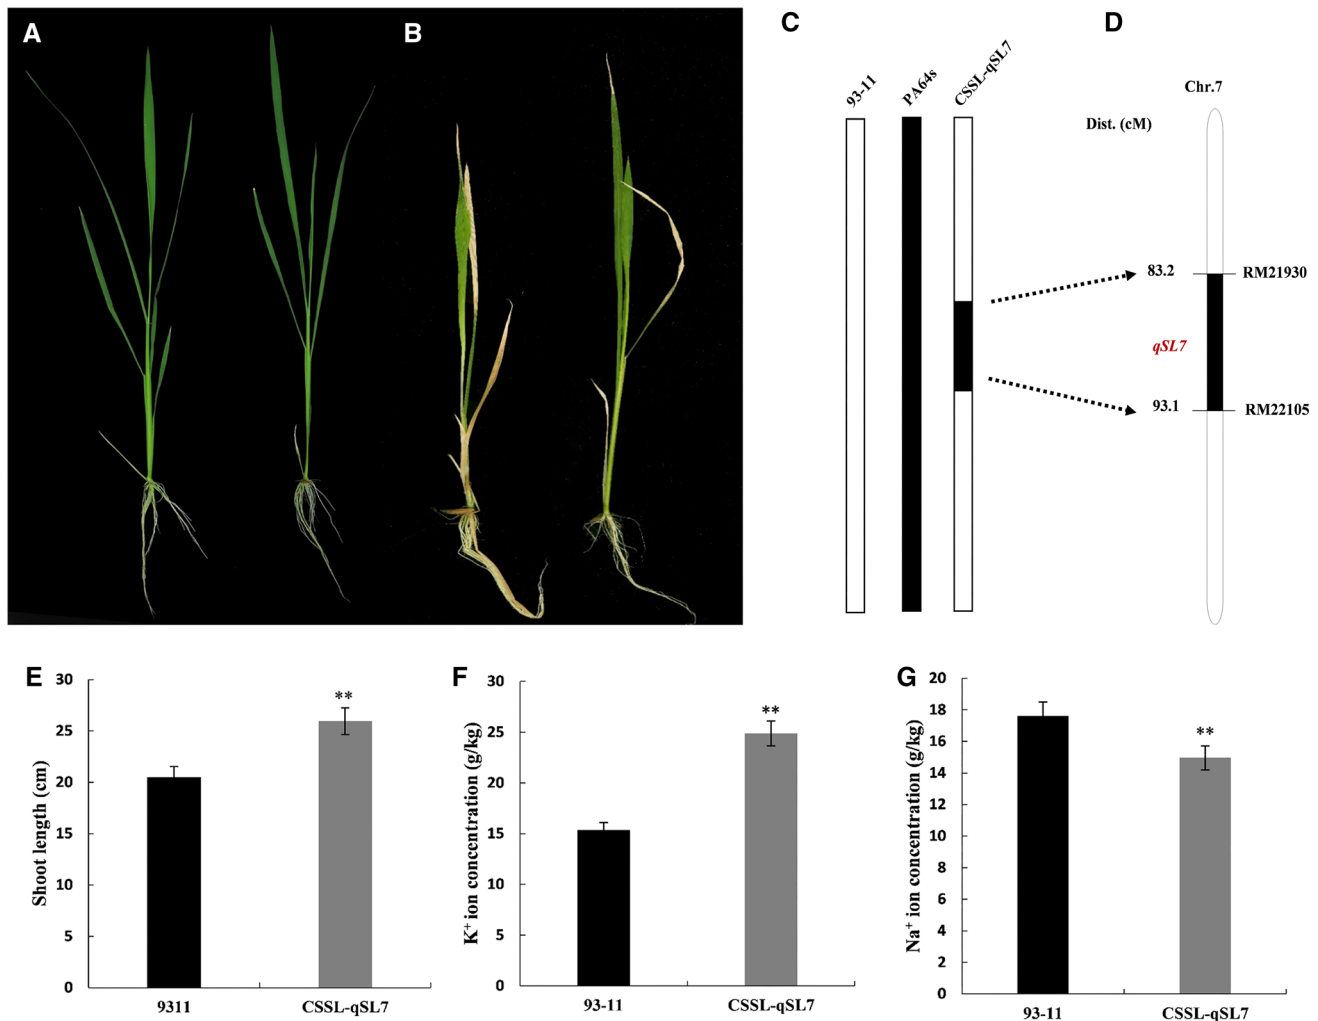 A
B
C
D
93-11
PA64s
CSSL-qSL7
Chr.7
Dist. (cM)
83.2
RM21930
qSL7
93.1
RM22105
E
Shoot length (cm)
30
25
20
15
10
5
0
**
9311
CSSL-qSL7
F
K+ ion concentration (g/kg)
30
25
20
15
10
5
0
**
93-11
CSSL-qSL7
G
Na+ ion concentration (g/kg)
20
18
16
14
12
10
8
6
4
2
0
**
93-11
CSSL-qSL7